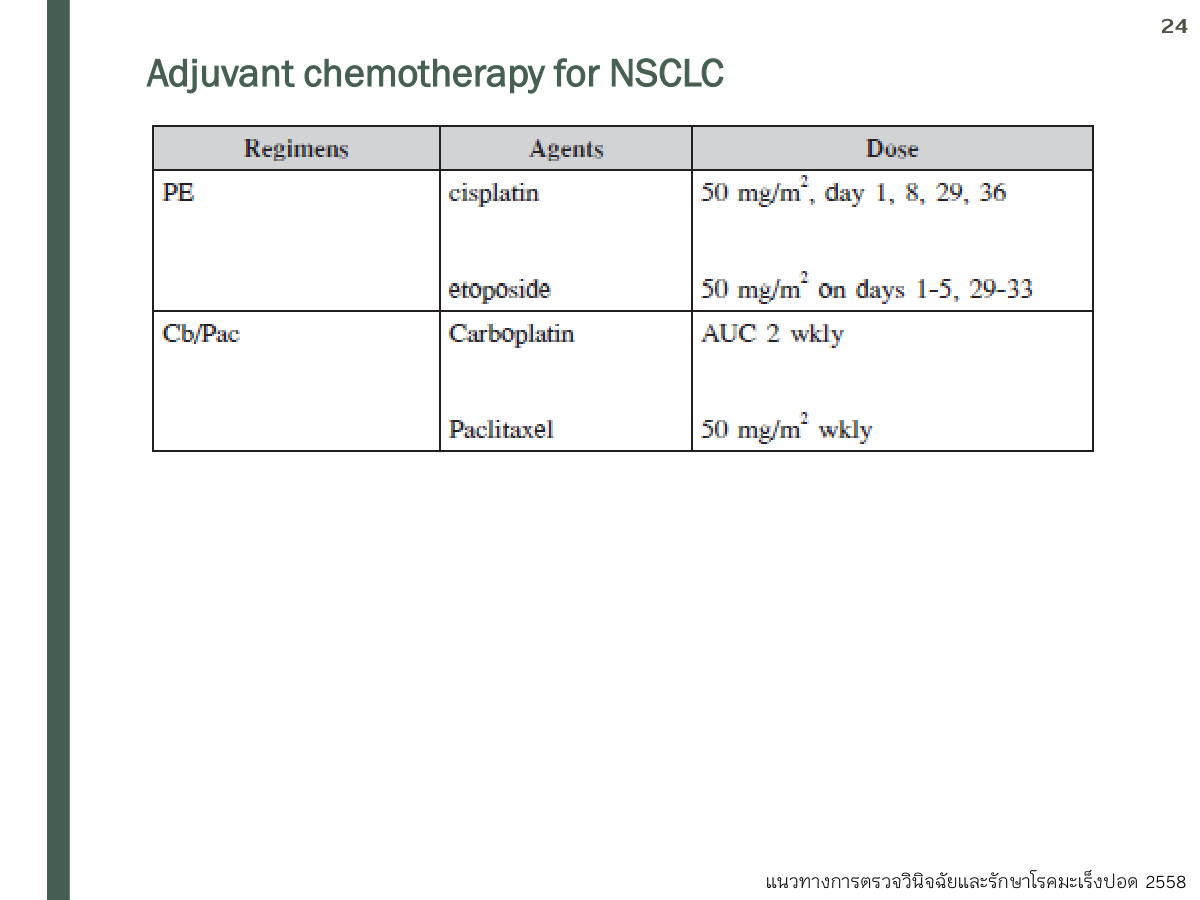 24
Adjuvant chemotherapy for NSCLC
Regimens Agents Dose
PE cisplatin 50 mg/m², day 1, 8, 29, 36
etoposide 50 mg/m² on days 1-5, 29-33
Cb/Pac Carboplatin AUC 2 wkly
Paclitaxel 50 mg/m² wkly
แนวทางการตรวจวินิจฉัยและรักษาโรคมะเร็งปอด 2558